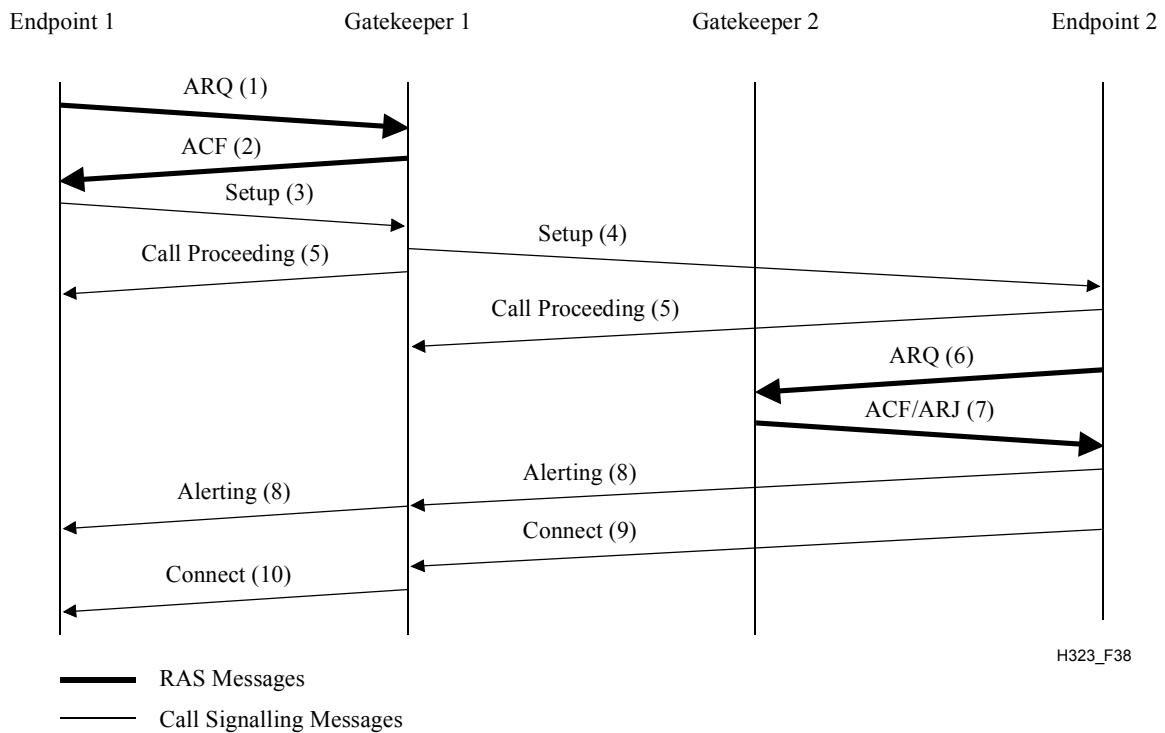 Endpoint 1
Gatekeeper 1
Gatekeeper 2
Endpoint 2
ARQ (1)
ACF (2)
Setup (3)
Setup (4)
Call Proceeding (5)
Call Proceeding (5)
ARQ (6)
ACF/ARJ (7)
Alerting (8)
Alerting (8)
Connect (9)
Connect (10)
H323_F38
RAS Messages
Call Signalling Messages